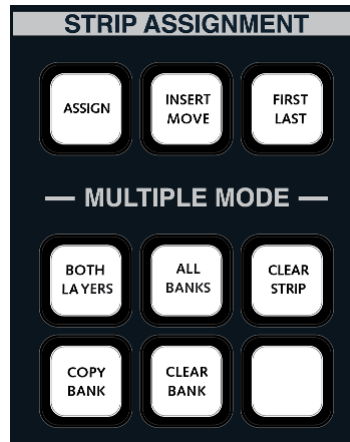 STRIP ASSIGNMENT
ASSIGN
INSERT
MOVE
FIRST
LAST
MULTIPLE MODE
BOTH
LAYERS
ALL
BANKS
CLEAR
STRIP
COPY
BANK
CLEAR
BANK